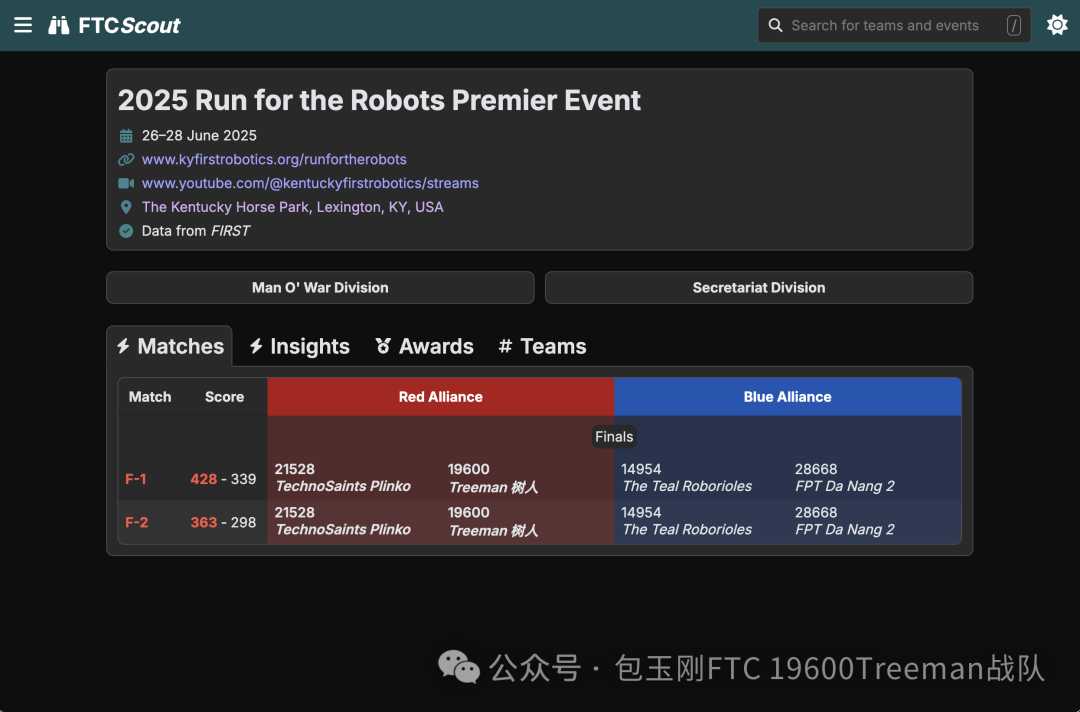 FTCScout
Search for teams and events /
2025 Run for the Robots Premier Event
26–28 June 2025
www.kyfirstrobotics.org/runfortherobots
www.youtube.com/@kentuckyfirstrobotics/streams
The Kentucky Horse Park, Lexington, KY, USA
Data from FIRST
Man O' War Division
Secretariat Division
Matches Insights Awards # Teams
Match Score Red Alliance Blue Alliance
Finals
F-1 428 - 339
21528 19600 14954 28668
TechnoSaints Plinko Treeman 树人 The Teal Roborioles FPT Da Nang 2
F-2 363 - 298
21528 19600 14954 28668
TechnoSaints Plinko Treeman 树人 The Teal Roborioles FPT Da Nang 2
公众号 · 包玉刚FTC 19600Treeman战队